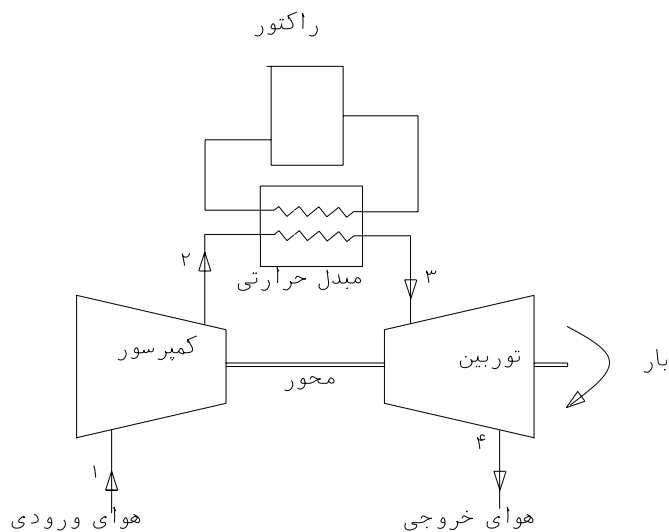 راکتور
۲
مبدل حرارتی
۳
کمپرسور
محور
توربین
بار
۱
۴
هوای ورودی
هوای خروجی